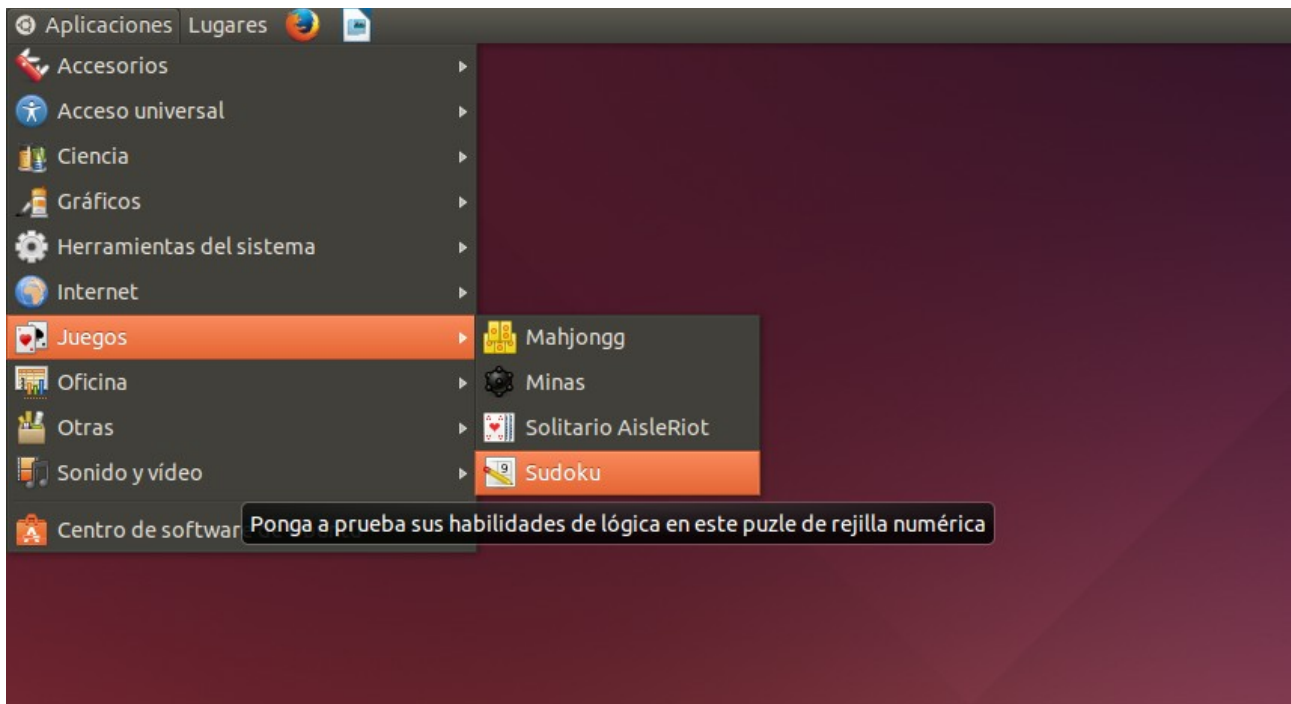 Aplicaciones Lugares
Accesorios
Acceso universal
Ciencia
Gráficos
Herramientas del sistema
Internet
Juegos
Mahjongg
Oficina
Minas
Otras
Solitario AisleRiot
Sonido y vídeo
Sudoku
Centro de softwar
Ponga a prueba sus habilidades de lógica en este puzle de rejilla numérica